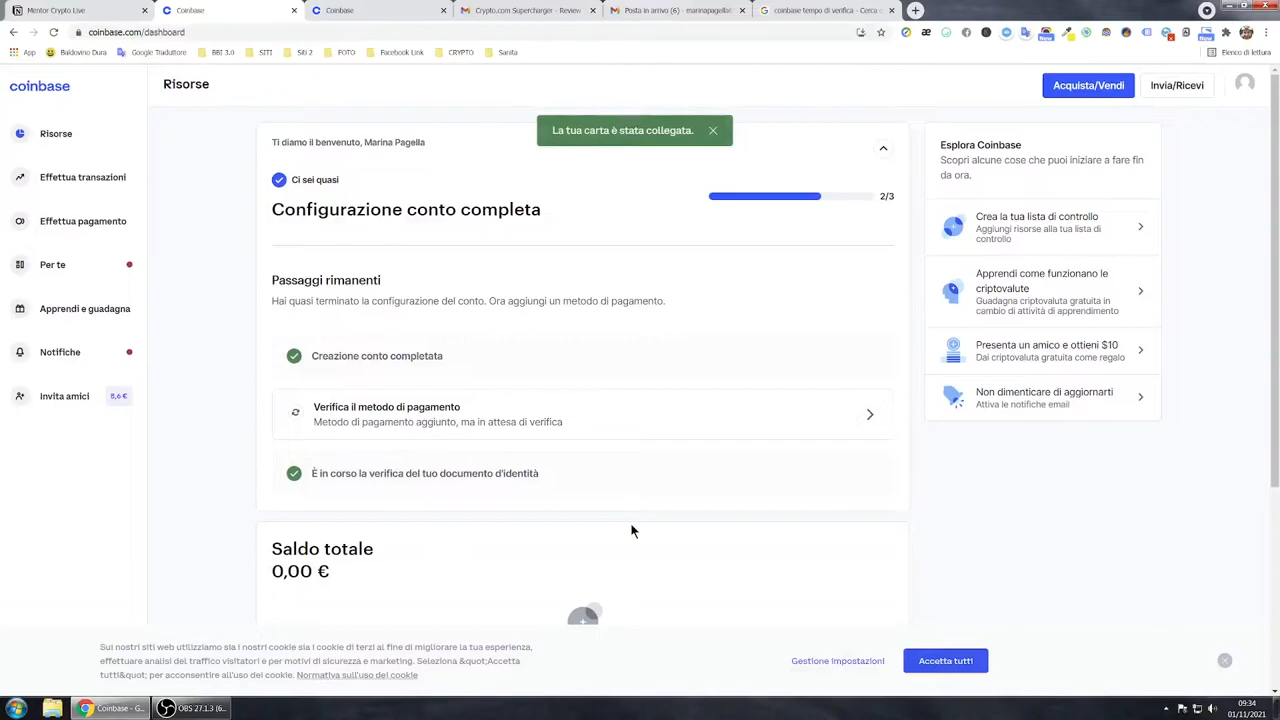 Mentor Crypto Live
Coinbase
Coinbase
Crypto.com Supercharger - Review
Posta in arrivo (6) - marinapagella
coinbase tempo di verifica - Cerca c
coinbase.com/dashboard
App
Baldovino Dura
Google Traduttore
BBI 3.0
SITI
Siti 2
FOTO
Facebook Link
CRYPTO
Sanita
Elenco di lettura
coinbase
Risorse
Acquista/Vendi
Invia/Ricevi
Risorse
Effettua transazioni
Effettua pagamento
Per te
Apprendi e guadagna
Notifiche
Invita amici
8,6 €
La tua carta è stata collegata.
Ti diamo il benvenuto, Marina Pagella
Ci sei quasi
Configurazione conto completa
2/3
Passaggi rimanenti
Hai quasi terminato la configurazione del conto. Ora aggiungi un metodo di pagamento.
Creazione conto completata
Verifica il metodo di pagamento
Metodo di pagamento aggiunto, ma in attesa di verifica
È in corso la verifica del tuo documento d'identità
Saldo totale
0,00 €
Esplora Coinbase
Scopri alcune cose che puoi iniziare a fare fin
da ora.
Crea la tua lista di controllo
Aggiungi risorse alla tua lista di
controllo
Apprendi come funzionano le
criptovalute
Guadagna criptovaluta gratuita in
cambio di attività di apprendimento
Presenta un amico e ottieni $10
Dai criptovaluta gratuita come regalo
Non dimenticare di aggiornarti
Attiva le notifiche email
Sui nostri siti web utilizziamo sia i nostri cookie sia i cookie di terzi al fine di migliorare la tua esperienza,
effettuare analisi del traffico visitatori e per motivi di sicurezza e marketing. Seleziona &quot;Accetta
tutti&quot; per acconsentire all'uso dei cookie. Normativa sull'uso dei cookie
Gestione impostazioni
Accetta tutti
Coinbase - G...
OBS 27.1.3 (6...
09:34
01/11/2021